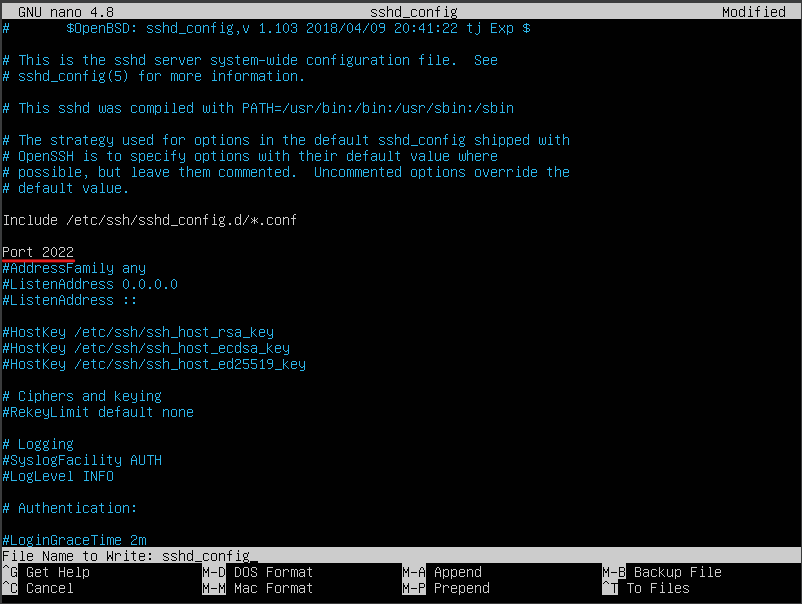 GNU nano 4.8 sshd_config Modified
# $OpenBSD: sshd_config,v 1.103 2018/04/09 20:41:22 tj Exp $
# This is the sshd server system-wide configuration file.  See
# sshd_config(5) for more information.
# This sshd was compiled with PATH=/usr/bin:/bin:/usr/sbin:/sbin
# The strategy used for options in the default sshd_config shipped with
# OpenSSH is to specify options with their default value where
# possible, but leave them commented.  Uncommented options override the
# default value.
Include /etc/ssh/sshd_config.d/*.conf
Port 2022
#AddressFamily any
#ListenAddress 0.0.0.0
#ListenAddress ::
#HostKey /etc/ssh/ssh_host_rsa_key
#HostKey /etc/ssh/ssh_host_ecdsa_key
#HostKey /etc/ssh/ssh_host_ed25519_key
# Ciphers and keying
#RekeyLimit default none
# Logging
#SyslogFacility AUTH
#LogLevel INFO
# Authentication:
#LoginGraceTime 2m
File Name to Write: sshd_config_
^G Get Help M-D DOS Format M-A Append M-B Backup File
^C Cancel M-M Mac Format M-P Prepend ^T To Files